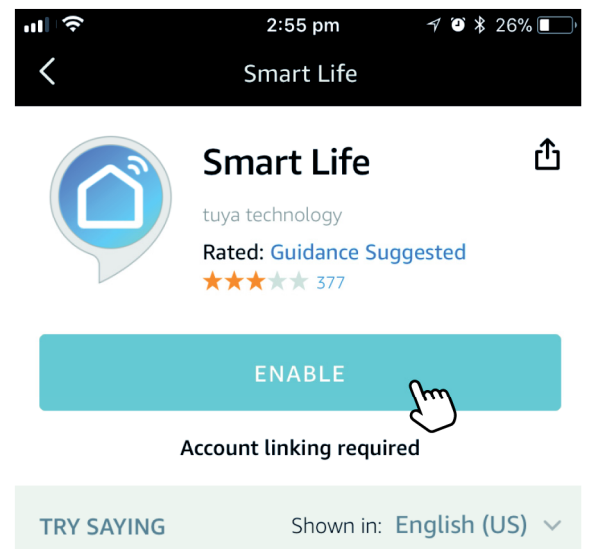 2:55 pm 26%
Smart Life
Smart Life
tuya technology
Rated: Guidance Suggested
377
ENABLE
Account linking required
TRY SAYING Shown in: English (US)